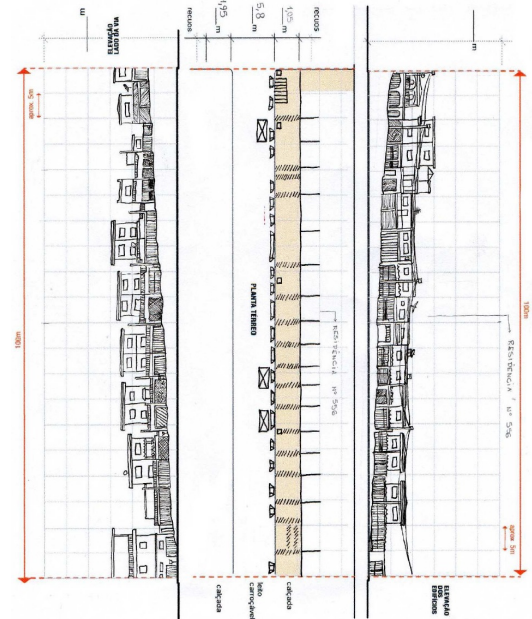 m
ELEVAÇÃO
LADO DA VIA
aprox. 5m
100m
recuos
1,95 m
5,8 m
1,05 m
recuos
PLANTA TÉRREO
RESIDÊNCIA Nº 556
calçada
leito
carroçável
calçada
m
RESIDÊNCIA Nº 556
100m
aprox. 5m
ELEVAÇÃO
DOS
EDIFÍCIOS